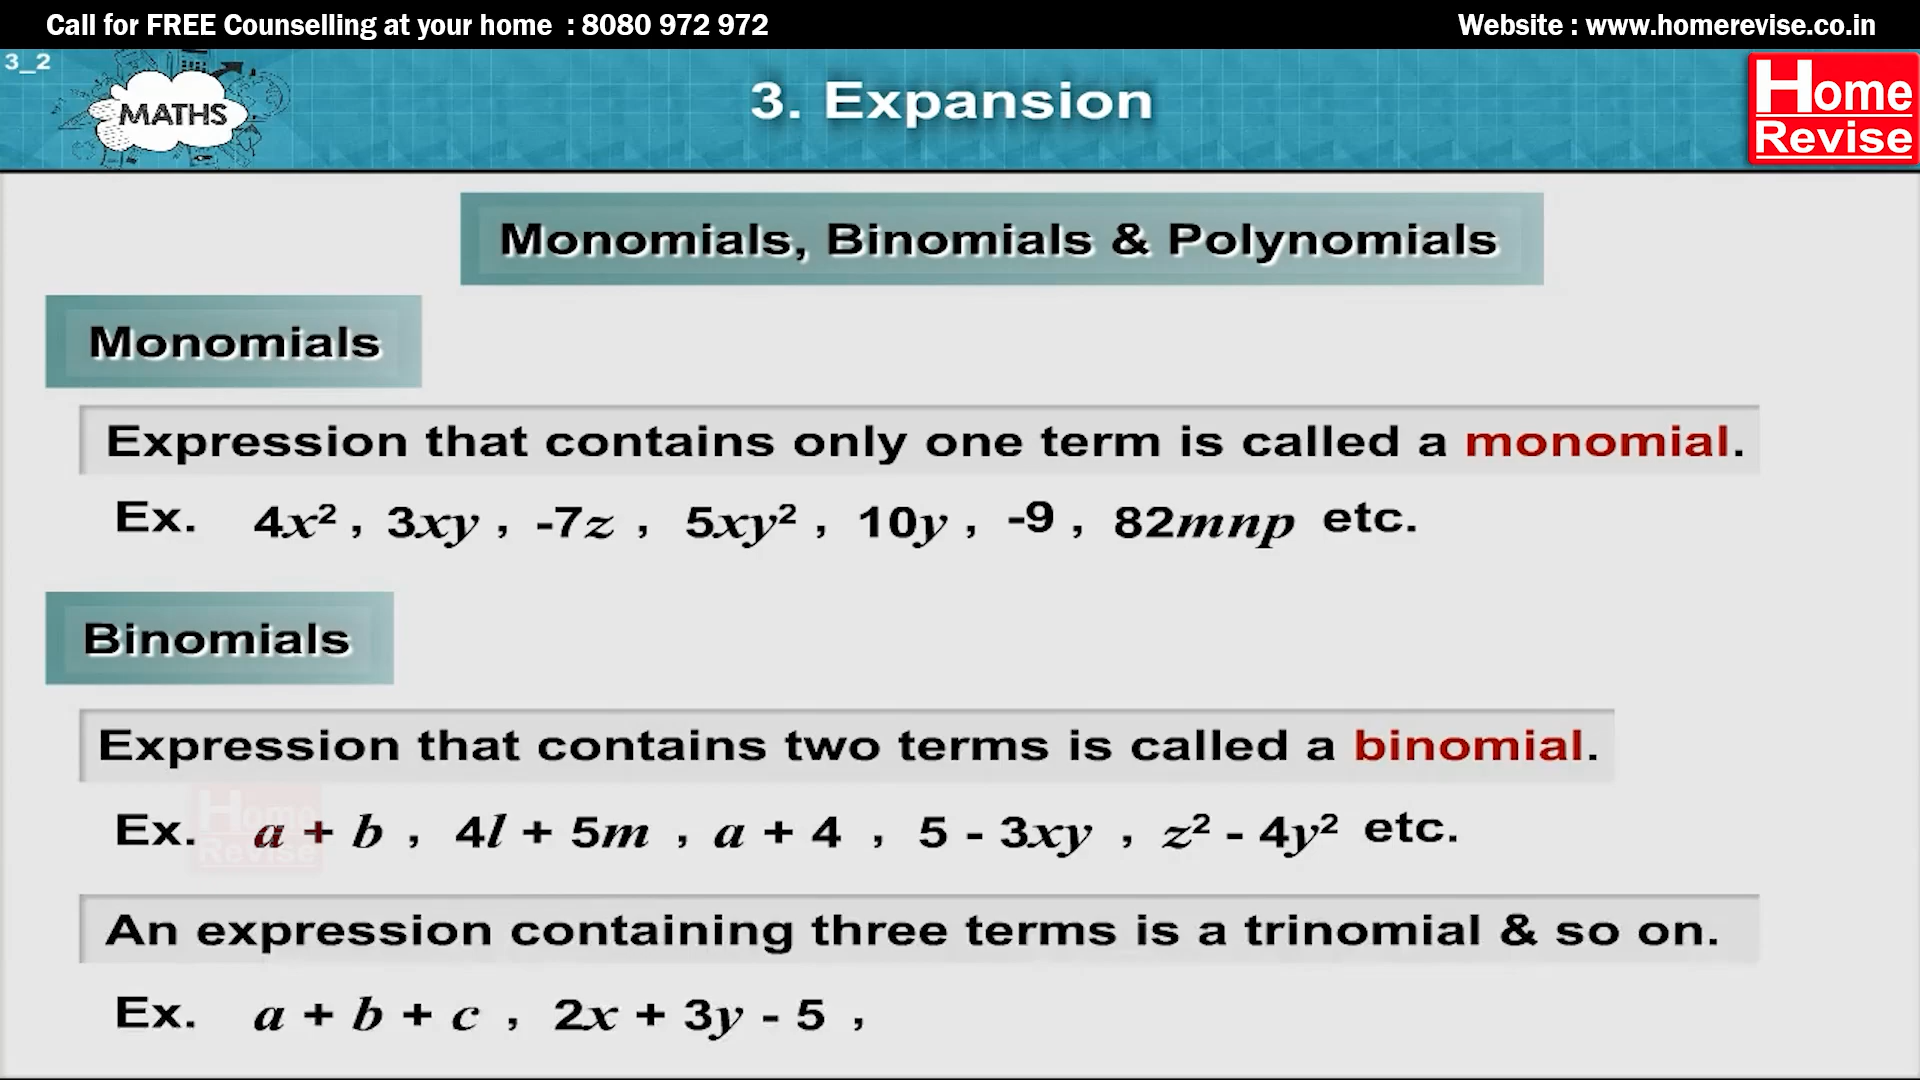 Call for FREE Counselling at your home : 8080 972 972
Website : www.homerevise.co.in
3_2
MATHS
3. Expansion
Home
Revise
Monomials, Binomials & Polynomials
Monomials
Expression that contains only one term is called a monomial.
Ex. 4x² , 3xy , -7z , 5xy² , 10y , -9 , 82mnp etc.
Binomials
Expression that contains two terms is called a binomial.
Home
Revise
Ex. a + b , 4l + 5m , a + 4 , 5 - 3xy , z² - 4y² etc.
An expression containing three terms is a trinomial & so on.
Ex. a + b + c , 2x + 3y - 5 ,